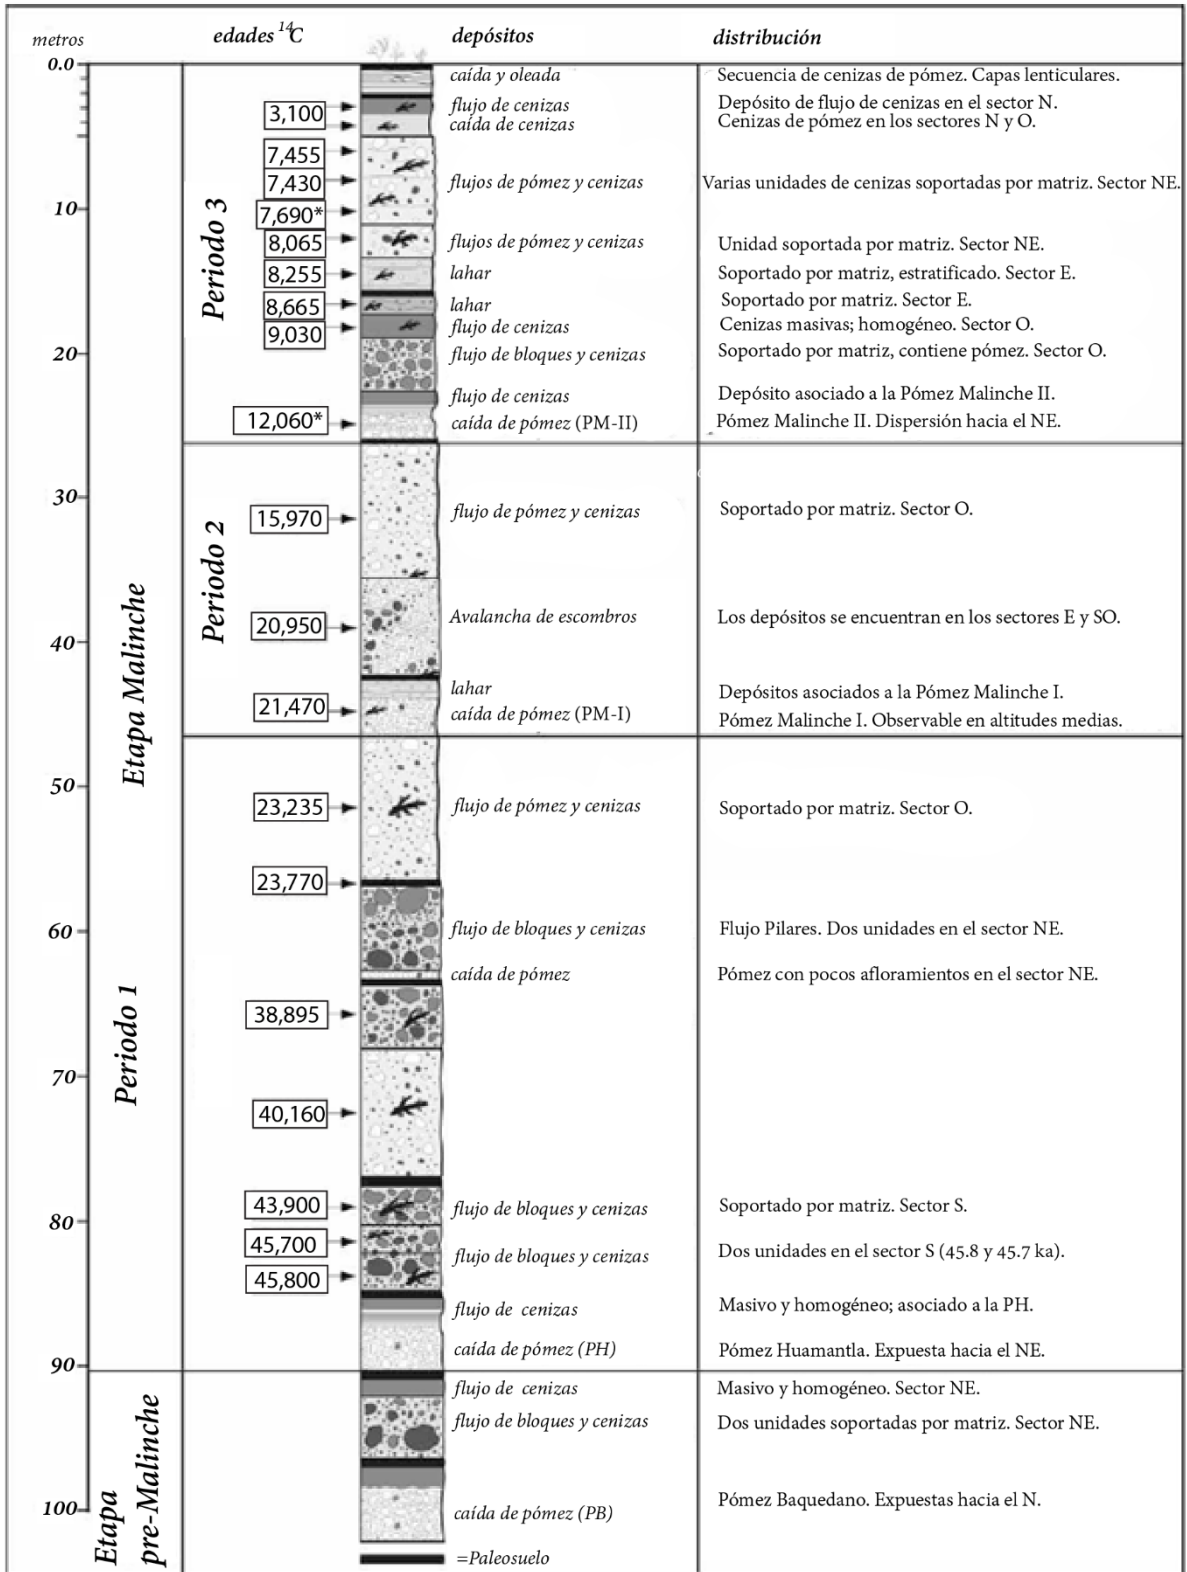 metros edades ¹⁴C depósitos distribución
0.0
caída y oleada Secuencia de cenizas de pómez. Capas lenticulares.
3,100 flujo de cenizas Depósito de flujo de cenizas en el sector N.
caída de cenizas Cenizas de pómez en los sectores N y O.
7,455
7,430 flujos de pómez y cenizas Varias unidades de cenizas soportadas por matriz. Sector NE.
10 7,690*
8,065 flujos de pómez y cenizas Unidad soportada por matriz. Sector NE.
Periodo 3
8,255 lahar Soportado por matriz, estratificado. Sector E.
8,665 lahar Soportado por matriz. Sector E.
9,030 flujo de cenizas Cenizas masivas; homogéneo. Sector O.
20 flujo de bloques y cenizas Soportado por matriz, contiene pómez. Sector O.
flujo de cenizas Depósito asociado a la Pómez Malinche II.
12,060* caída de pómez (PM-II) Pómez Malinche II. Dispersión hacia el NE.
30
15,970 flujo de pómez y cenizas Soportado por matriz. Sector O.
Periodo 2
20,950 Avalancha de escombros Los depósitos se encuentran en los sectores E y SO.
40
lahar Depósitos asociados a la Pómez Malinche I.
21,470 caída de pómez (PM-I) Pómez Malinche I. Observable en altitudes medias.
Etapa Malinche
50
23,235 flujo de pómez y cenizas Soportado por matriz. Sector O.
23,770
60 flujo de bloques y cenizas Flujo Pilares. Dos unidades en el sector NE.
caída de pómez Pómez con pocos afloramientos en el sector NE.
38,895
Periodo 1
70
40,160
43,900 flujo de bloques y cenizas Soportado por matriz. Sector S.
80
45,700 flujo de bloques y cenizas Dos unidades en el sector S (45.8 y 45.7 ka).
45,800
flujo de cenizas Masivo y homogéneo; asociado a la PH.
caída de pómez (PH) Pómez Huamantla. Expuesta hacia el NE.
90
flujo de cenizas Masivo y homogéneo. Sector NE.
flujo de bloques y cenizas Dos unidades soportadas por matriz. Sector NE.
Etapa
pre-Malinche
100 caída de pómez (PB) Pómez Baquedano. Expuestas hacia el N.
=Paleosuelo